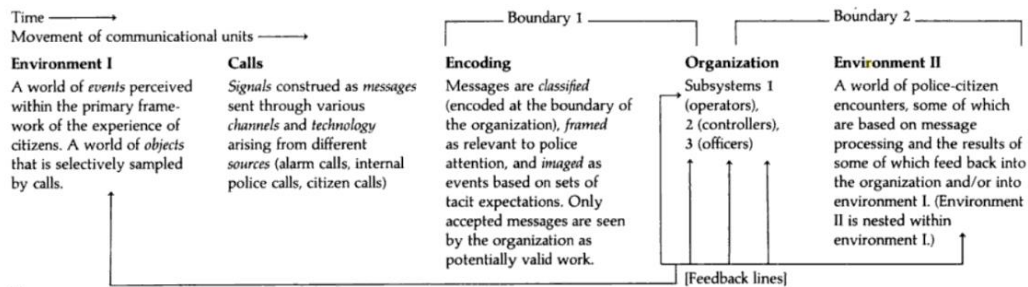 Time
Movement of communicational units
Boundary 1
Boundary 2
Environment I
A world of events perceived
within the primary frame-
work of the experience of
citizens. A world of objects
that is selectively sampled
by calls.
Calls
Signals construed as messages
sent through various
channels and technology
arising from different
sources (alarm calls, internal
police calls, citizen calls)
Encoding
Messages are classified
(encoded at the boundary of
the organization), framed
as relevant to police
attention, and imaged as
events based on sets of
tacit expectations. Only
accepted messages are seen
by the organization as
potentially valid work.
Organization
Subsystems 1
(operators),
2 (controllers),
3 (officers)
Environment II
A world of police-citizen
encounters, some of which
are based on message
processing and the results of
some of which feed back into
the organization and/or into
environment I. (Environment
II is nested within
environment I.)
[Feedback lines]